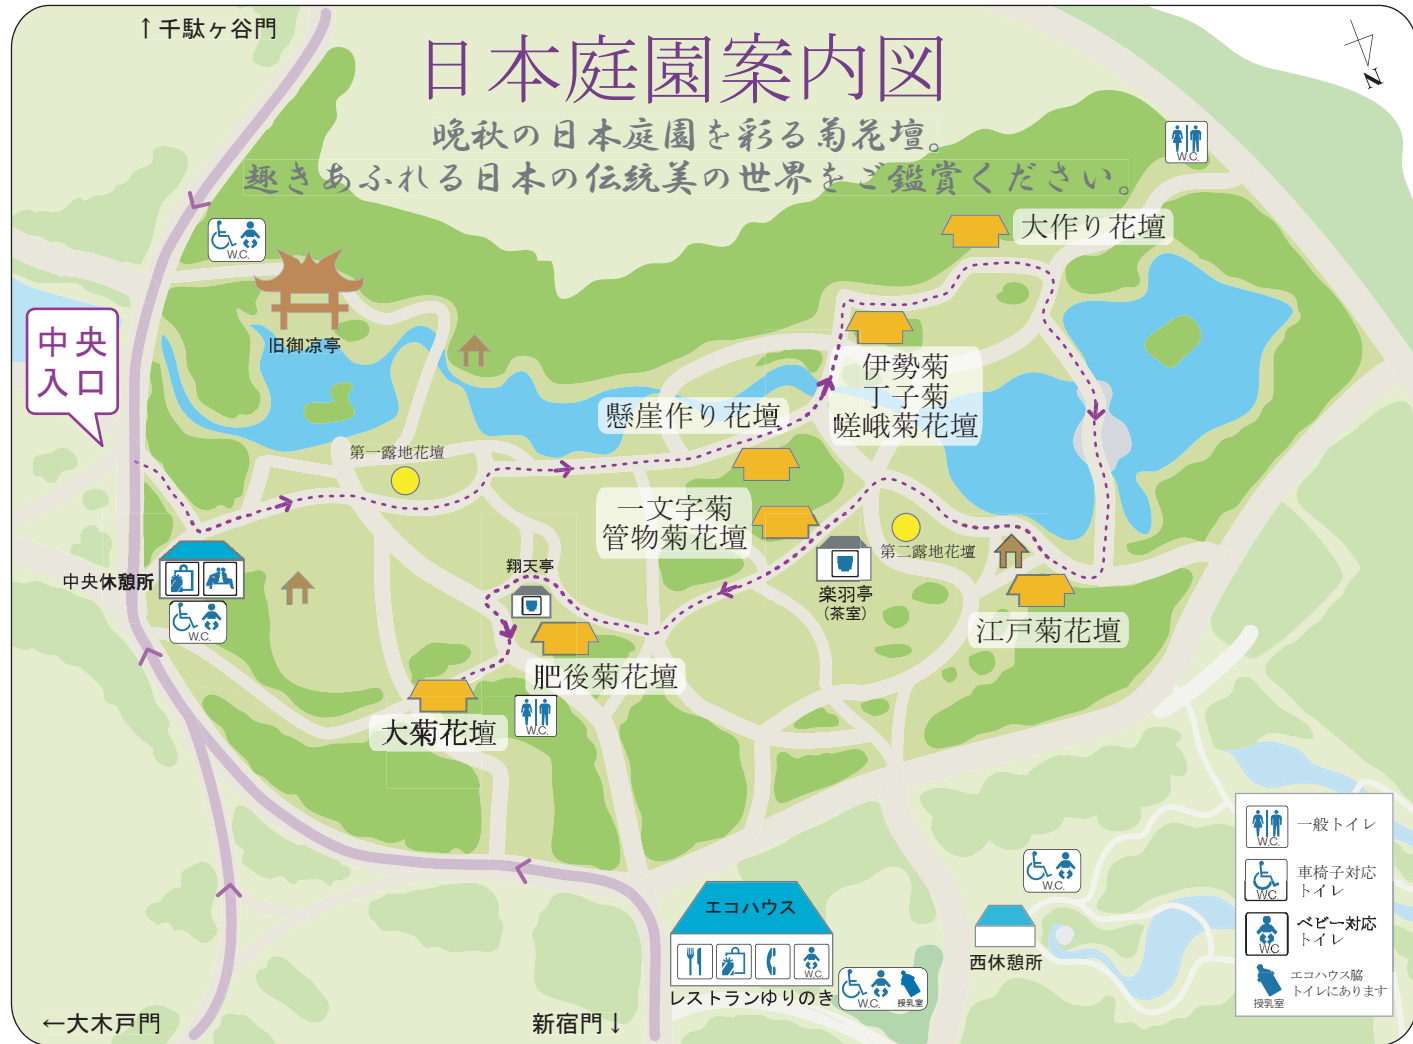 ↑千駄ヶ谷門
日本庭園案内図
晩秋の日本庭園を彩る菊花壇。
趣きあふれる日本の伝統美の世界をご鑑賞ください。
N
W.C.
大作り花壇
W.C.
旧御凉亭
中央
入口
伊勢菊
丁子菊
嵯峨菊花壇
懸崖作り花壇
第一露地花壇
一文字菊
管物菊花壇
第二露地花壇
翔天亭
楽羽亭
(茶室)
中央休憩所
W.C.
江戸菊花壇
肥後菊花壇
大菊花壇
W.C.
エコハウス
W.C.
レストランゆりのき
W.C.
授乳室
W.C.
西休憩所
W.C.
一般トイレ
W.C.
車椅子対応
トイレ
W.C
ベビー対応
トイレ
授乳室
エコハウス脇
トイレにあります
←大木戸門
新宿門↓